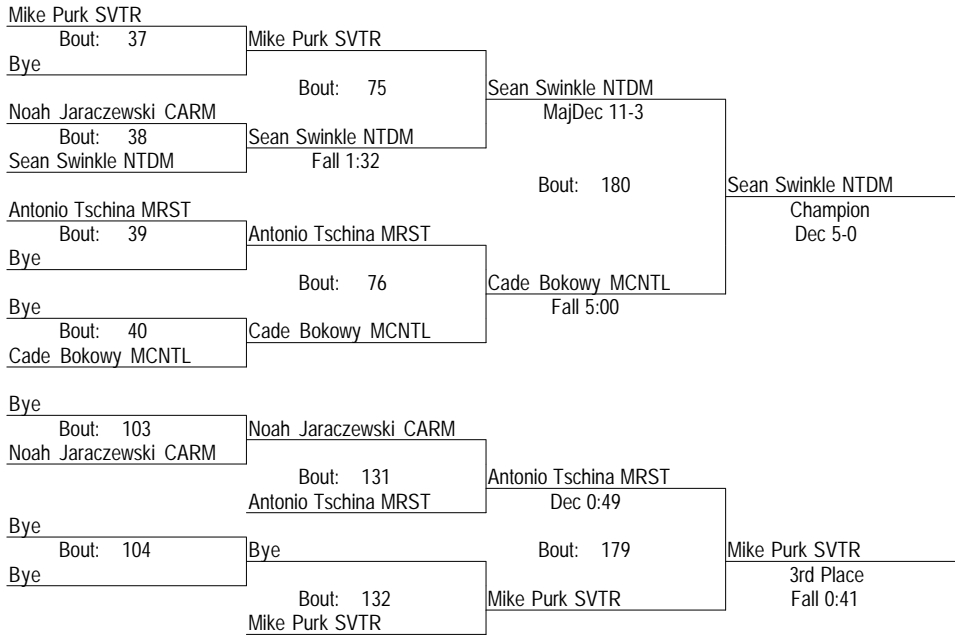 Mike Purk SVTR
Bout: 37
Mike Purk SVTR
Bye
Bout: 75
Sean Swinkle NTDM
Noah Jaraczewski CARM
MajDec 11-3
Bout: 38
Sean Swinkle NTDM
Sean Swinkle NTDM
Fall 1:32
Bout: 180
Sean Swinkle NTDM
Antonio Tschina MRST
Champion
Bout: 39
Antonio Tschina MRST
Dec 5-0
Bye
Bout: 76
Cade Bokowy MCNTL
Bye
Fall 5:00
Bout: 40
Cade Bokowy MCNTL
Cade Bokowy MCNTL
Bye
Bout: 103
Noah Jaraczewski CARM
Noah Jaraczewski CARM
Bout: 131
Antonio Tschina MRST
Antonio Tschina MRST
Dec 0:49
Bye
Bout: 104
Bye
Bout: 179
Mike Purk SVTR
Bye
3rd Place
Bout: 132
Mike Purk SVTR
Fall 0:41
Mike Purk SVTR